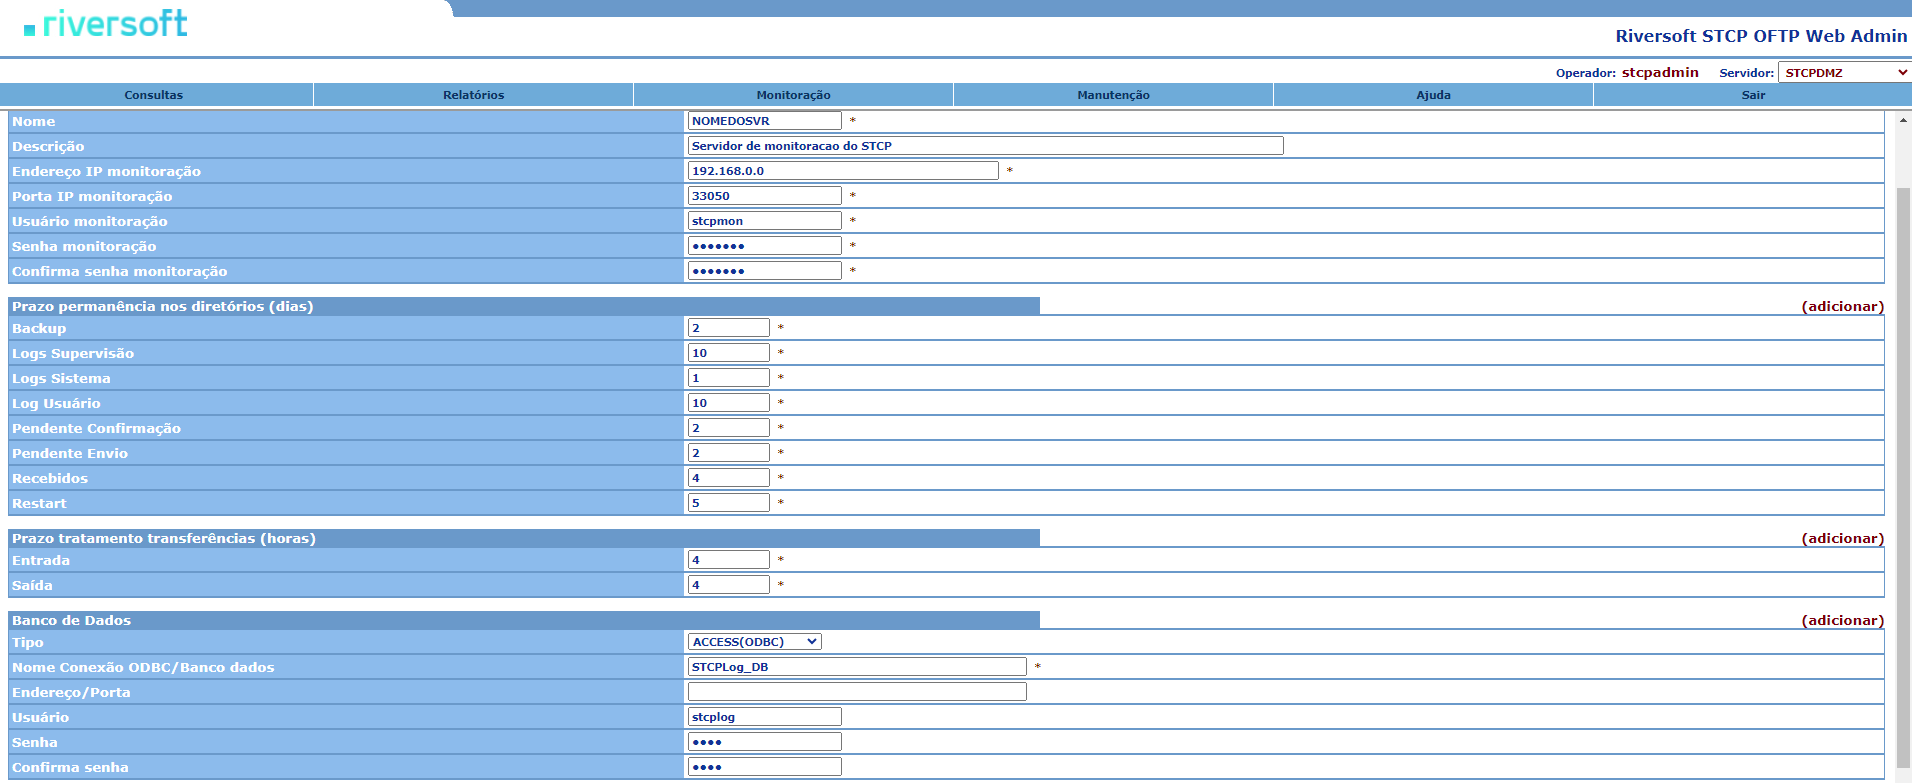 riversoft
Riversoft STCP OFTP Web Admin
Operador: stcpadmin Servidor: STCPDMZ
Consultas Relatórios Monitoração Manutenção Ajuda Sair
Nome NOMEDOSVR *
Descrição Servidor de monitoracao do STCP
Endereço IP monitoração 192.168.0.0 *
Porta IP monitoração 33050 *
Usuário monitoração stcpmon *
Senha monitoração ••••••• *
Confirma senha monitoração ••••••• *
Prazo permanência nos diretórios (dias) (adicionar)
Backup 2 *
Logs Supervisão 10 *
Logs Sistema 1 *
Log Usuário 10 *
Pendente Confirmação 2 *
Pendente Envio 2 *
Recebidos 4 *
Restart 5 *
Prazo tratamento transferências (horas) (adicionar)
Entrada 4 *
Saída 4 *
Banco de Dados (adicionar)
Tipo ACCESS(ODBC)
Nome Conexão ODBC/Banco dados STCPLog_DB *
Endereço/Porta
Usuário stcplog
Senha ••••
Confirma senha ••••